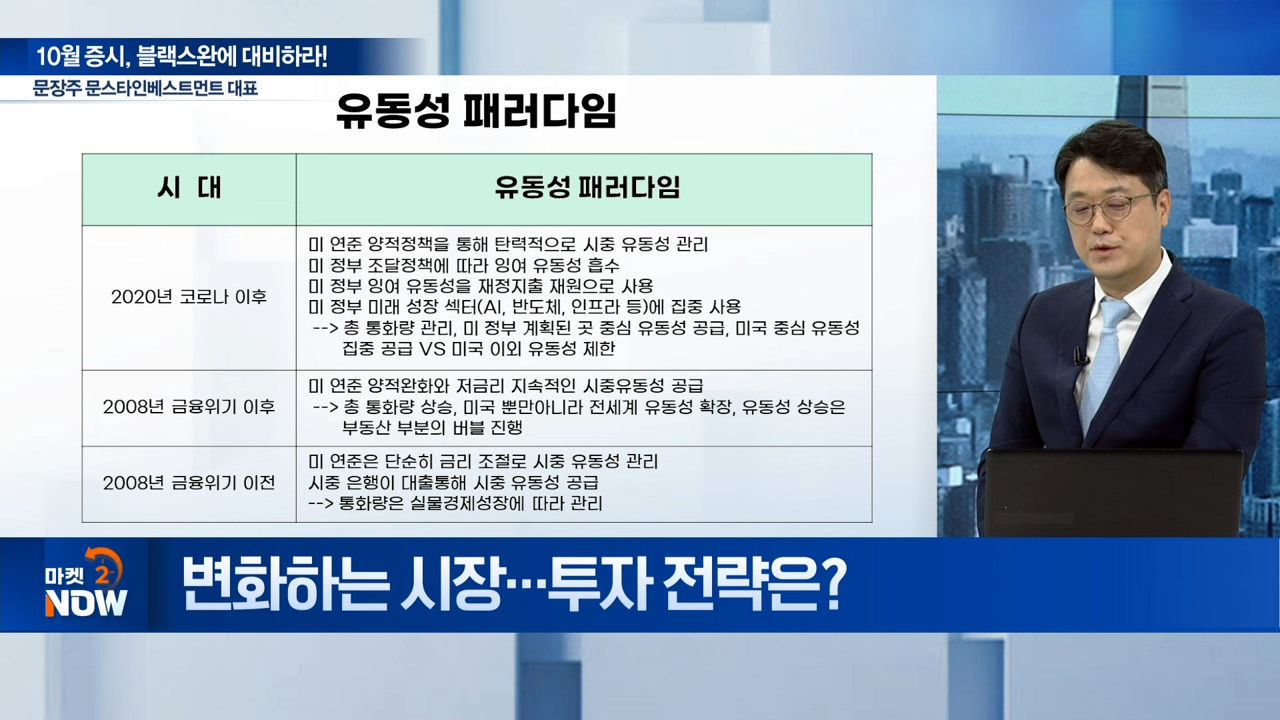 10월 증시, 블랙스완에 대비하라!
문장주 문스타인베스트먼트 대표
유동성 패러다임
시 대
유동성 패러다임
2020년 코로나 이후
미 연준 양적정책을 통해 탄력적으로 시중 유동성 관리
미 정부 조달정책에 따라 잉여 유동성 흡수
미 정부 잉여 유동성을 재정지출 재원으로 사용
미 정부 미래 성장 섹터(AI, 반도체, 인프라 등)에 집중 사용
--> 총 통화량 관리, 미 정부 계획된 곳 중심 유동성 공급, 미국 중심 유동성
집중 공급 VS 미국 이외 유동성 제한
2008년 금융위기 이후
미 연준 양적완화와 저금리 지속적인 시중유동성 공급
--> 총 통화량 상승, 미국 뿐만아니라 전세계 유동성 확장, 유동성 상승은
부동산 부분의 버블 진행
2008년 금융위기 이전
미 연준은 단순히 금리 조절로 시중 유동성 관리
시중 은행이 대출통해 시중 유동성 공급
--> 통화량은 실물경제성장에 따라 관리
마켓 2
NOW
변화하는 시장…투자 전략은?